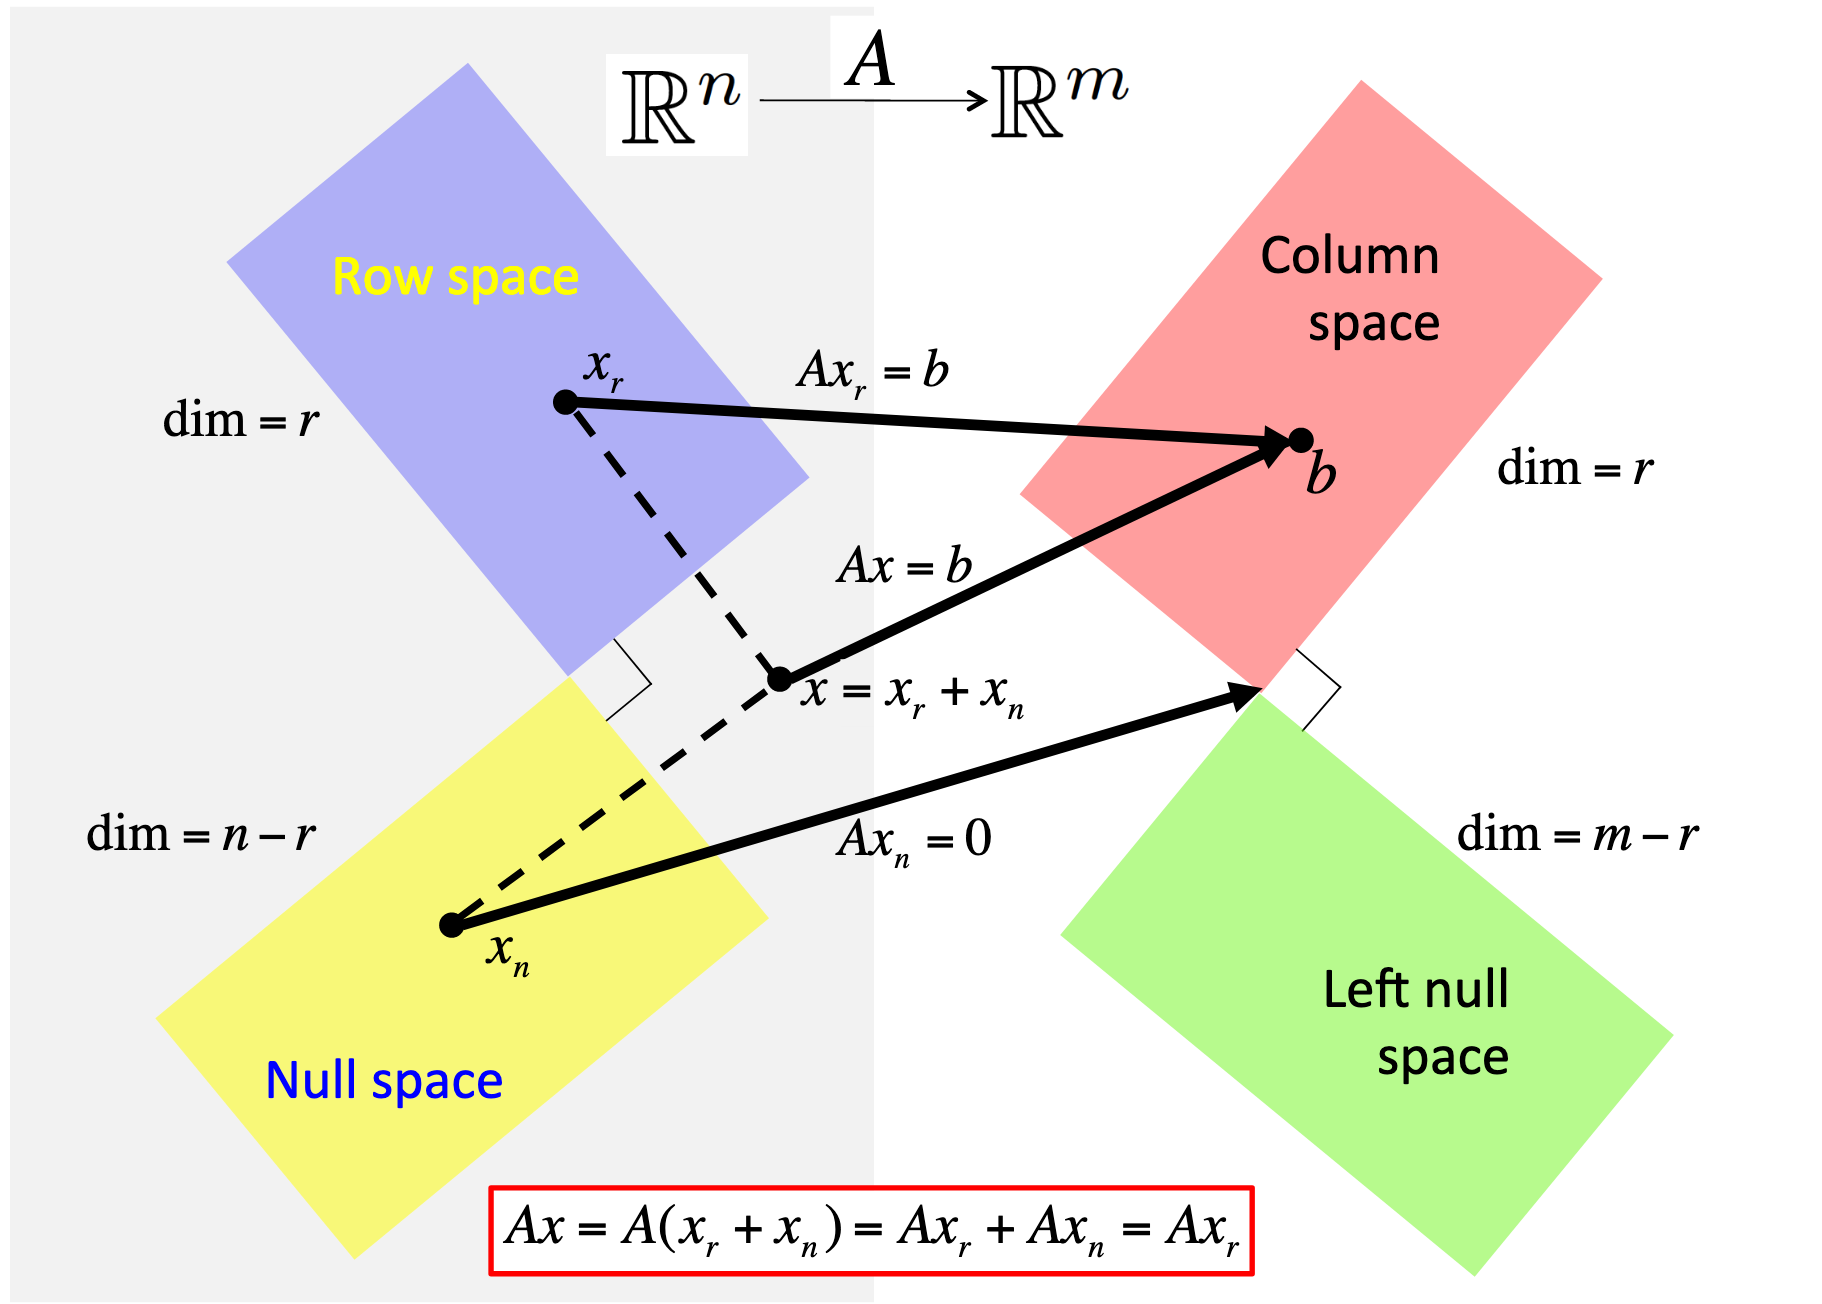 ℝⁿ
A
ℝᵐ
Row space
Column
space
xᵣ
Axᵣ = b
dim = r
b
dim = r
Ax = b
x = xᵣ + xₙ
dim = n − r
Axₙ = 0
dim = m − r
xₙ
Left null
space
Null space
Ax = A(xᵣ + xₙ) = Axᵣ + Axₙ = Axᵣ